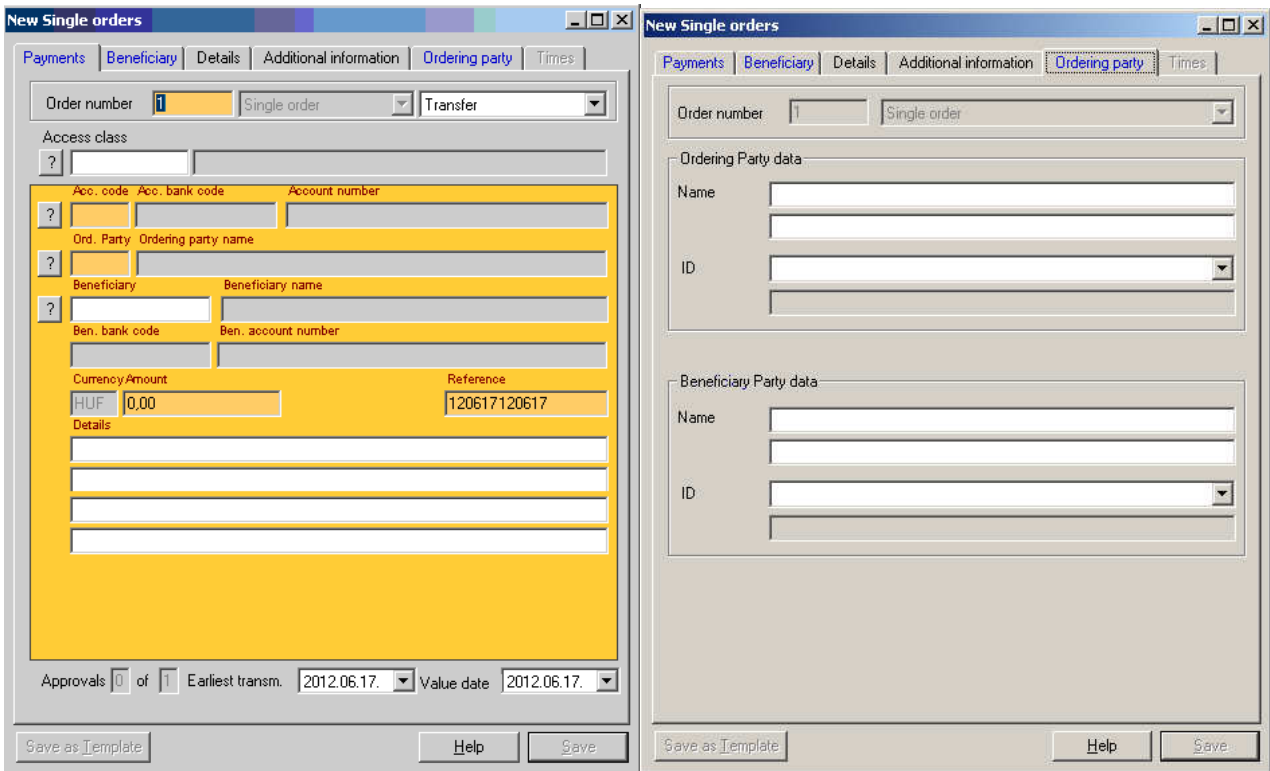 New Single orders
Payments Beneficiary Details Additional information Ordering party Times
Order number 1 Single order Transfer
Access class
?
Acc. code Acc. bank code Account number
?
Ord. Party Ordering party name
?
Beneficiary Beneficiary name
?
Ben. bank code Ben. account number
Currency Amount Reference
HUF 0,00 120617120617
Details
Approvals 0 of 1 Earliest transm. 2012.06.17. Value date 2012.06.17.
Save as Template Help Save
New Single orders
Payments Beneficiary Details Additional information Ordering party Times
Order number 1 Single order
Ordering Party data
Name
ID
Beneficiary Party data
Name
ID
Save as Template Help Save